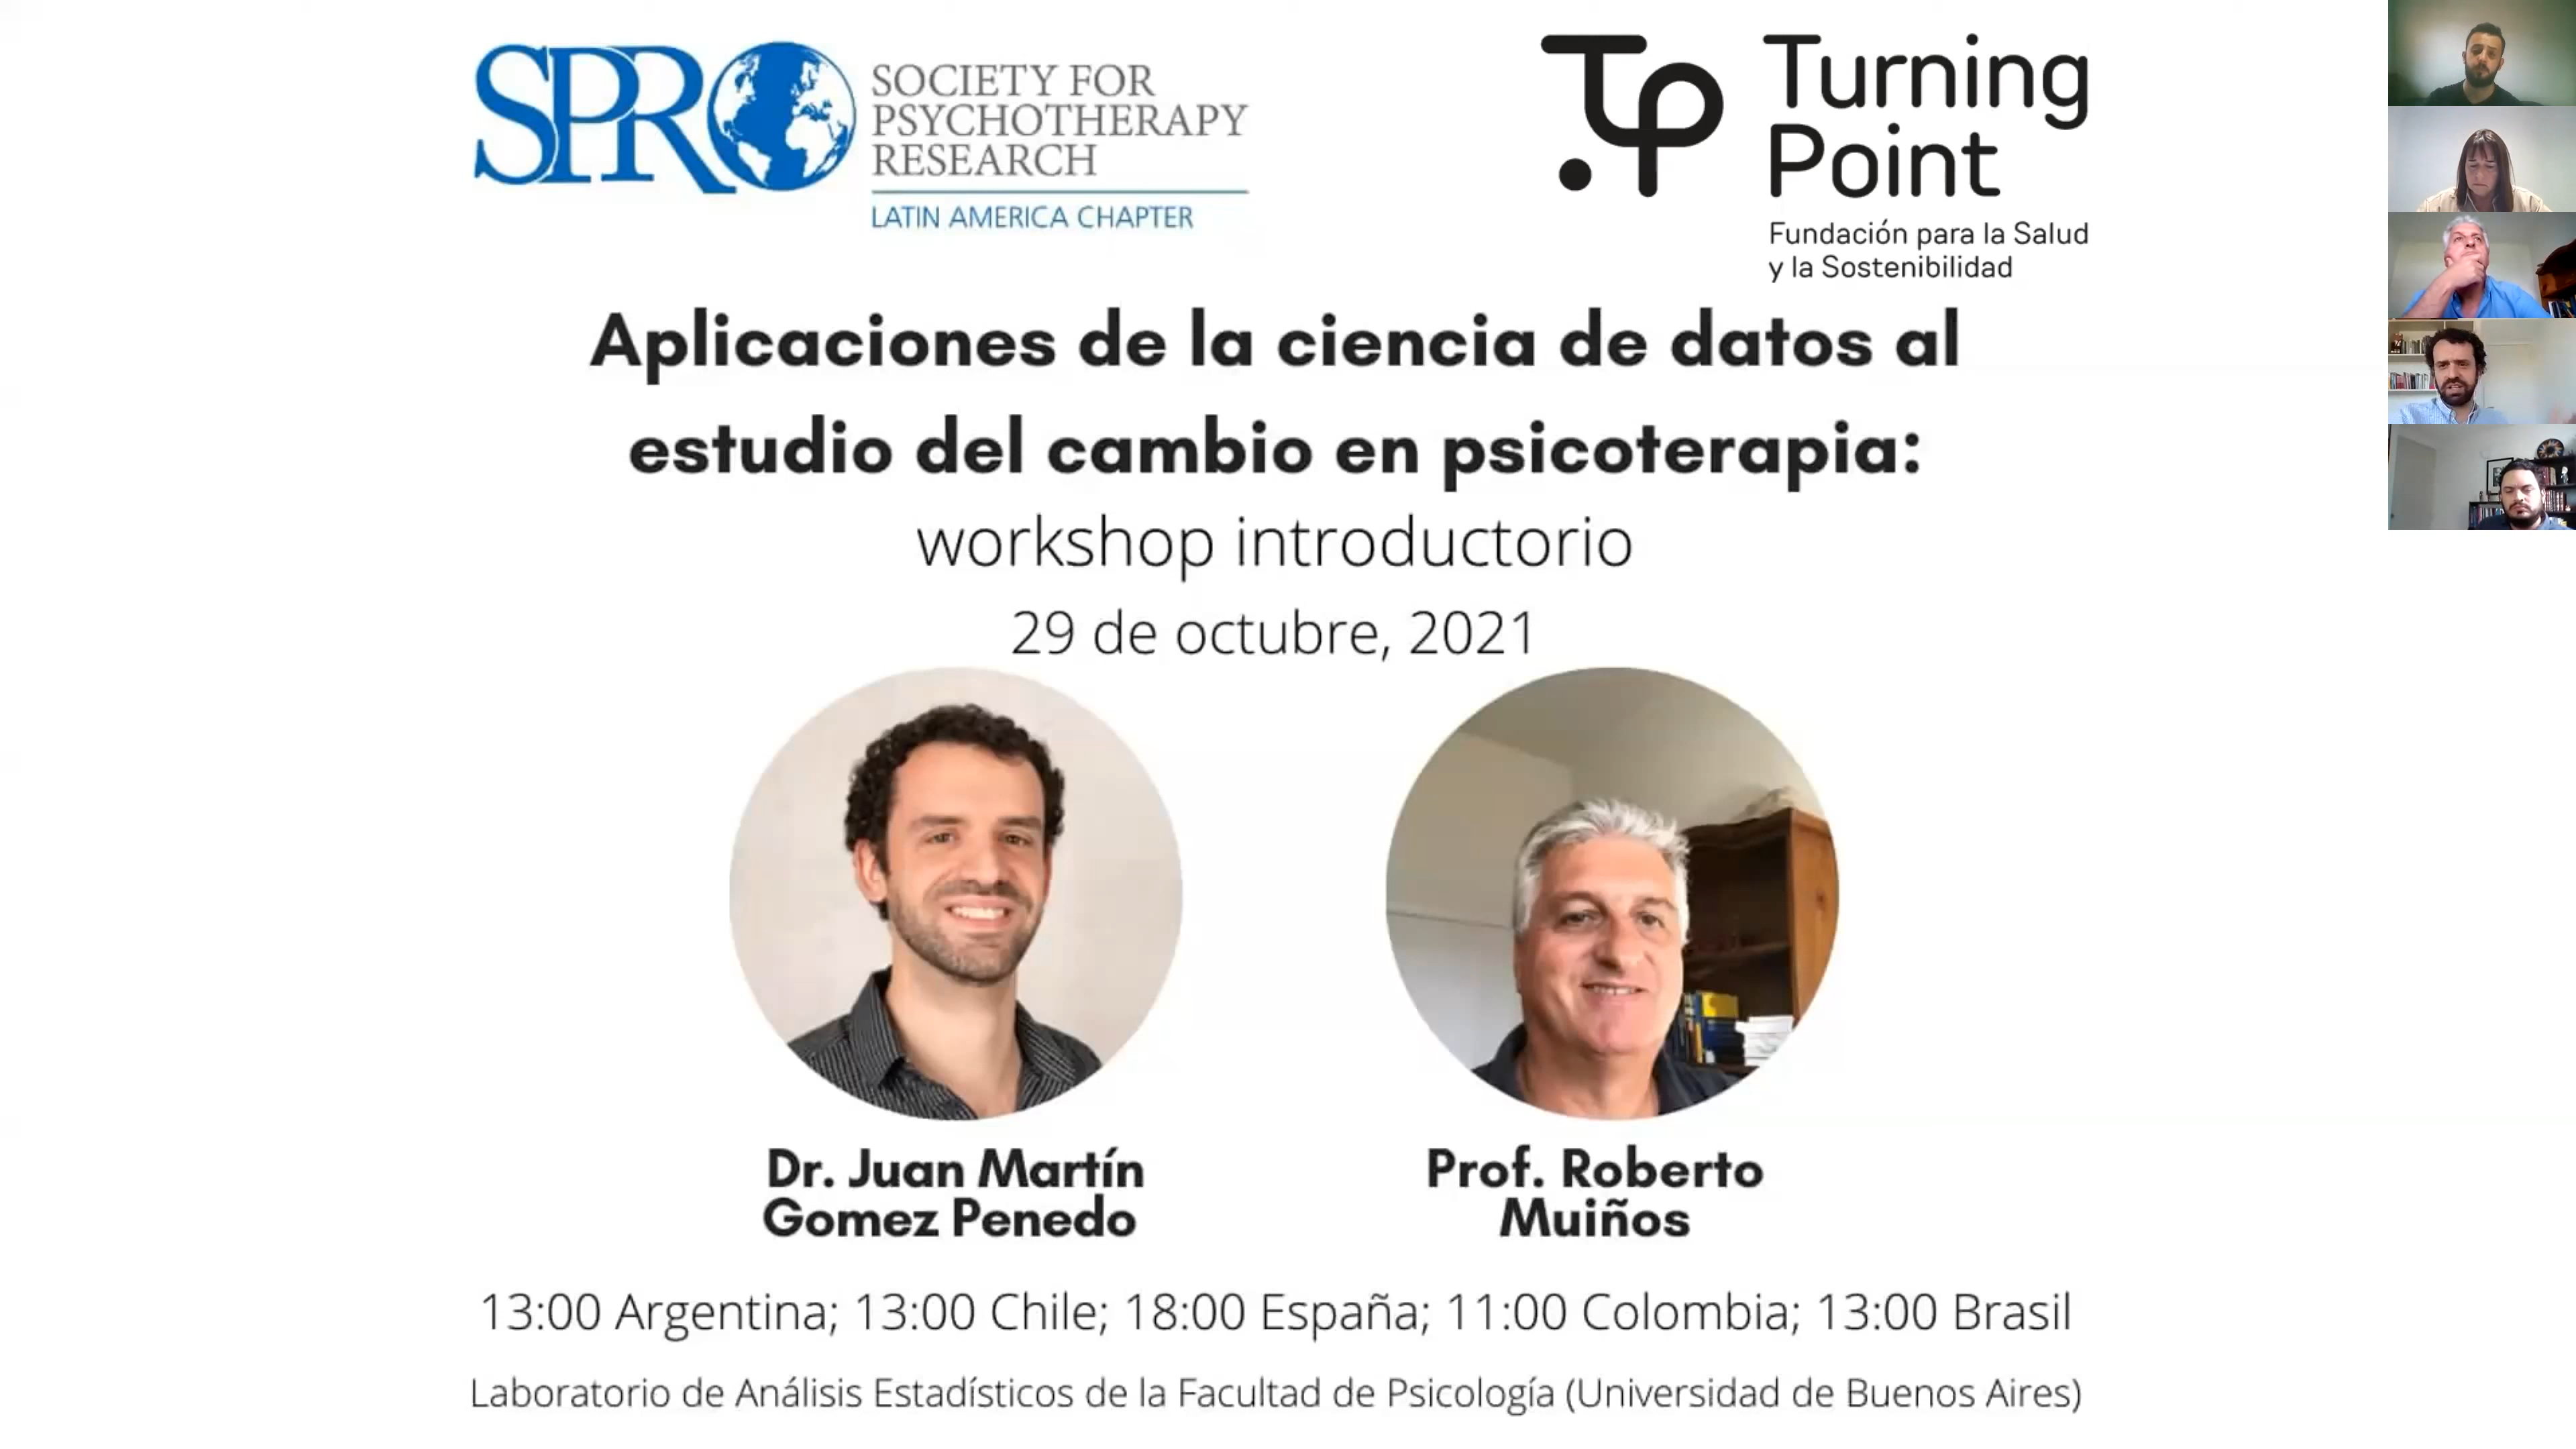 SPR
SOCIETY FOR
PSYCHOTHERAPY
RESEARCH
LATIN AMERICA CHAPTER
Turning
Point
Fundación para la Salud
y la Sostenibilidad
Aplicaciones de la ciencia de datos al
estudio del cambio en psicoterapia:
workshop introductorio
29 de octubre, 2021
Dr. Juan Martín
Gomez Penedo
Prof. Roberto
Muiños
13:00 Argentina; 13:00 Chile; 18:00 España; 11:00 Colombia; 13:00 Brasil
Laboratorio de Análisis Estadísticos de la Facultad de Psicología (Universidad de Buenos Aires)